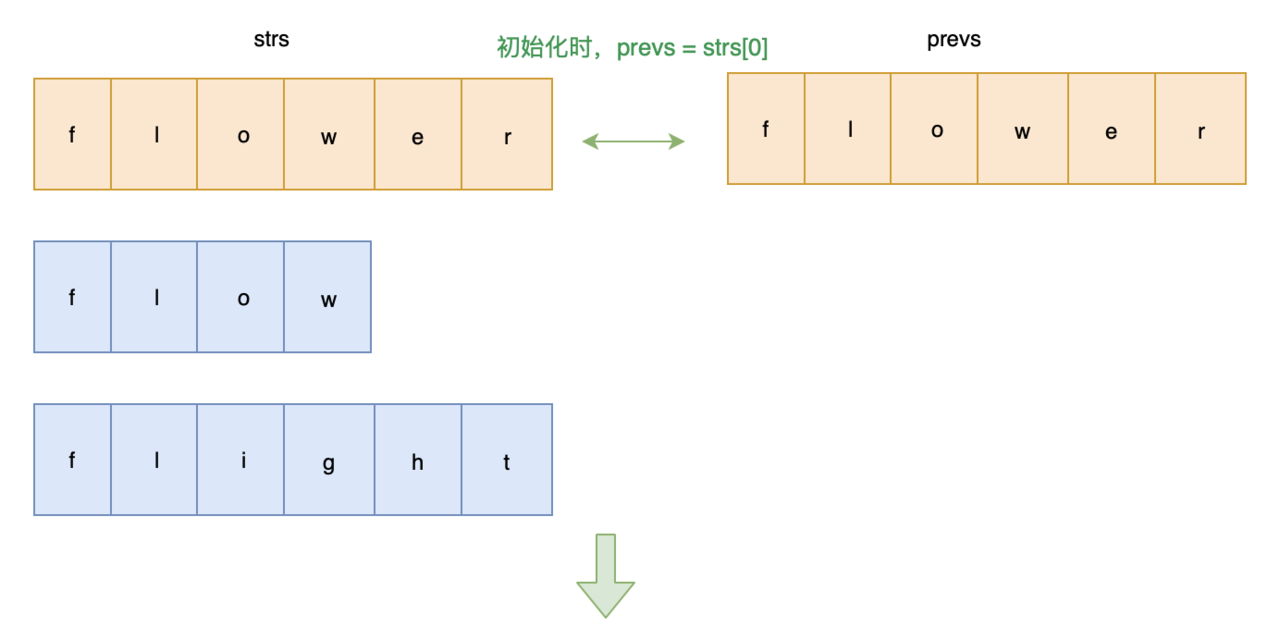 strs
初始化时，prevs = strs[0]
prevs
f l o w e r
f l o w e r
f l o w
f l i g h t